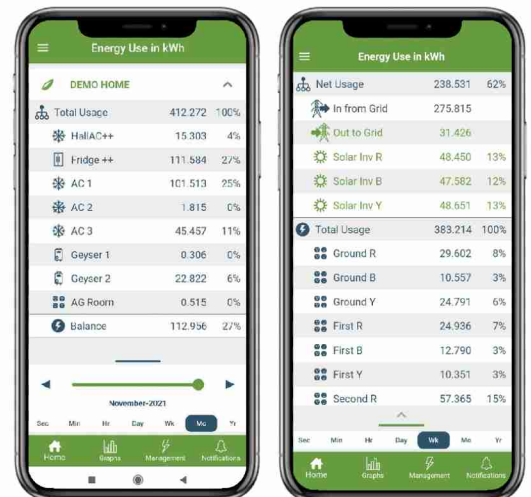 Energy Use in kWh
DEMO HOME
Total Usage 412.272 100%
HallAC++ 15.303 4%
Fridge ++ 111.584 27%
AC 1 101.513 25%
AC 2 1.815 0%
AC 3 45.457 11%
Geyser 1 0.306 0%
Geyser 2 22.822 6%
AG Room 0.515 0%
Balance 112.956 27%
November-2021
Sec Min Hr Day Wk Mo Yr
Home Graphs Management Notifications
Energy Use in kWh
Net Usage 238.531 62%
In from Grid 275.815
Out to Grid 31.426
Solar Inv R 48.450 13%
Solar Inv B 47.582 12%
Solar Inv Y 48.651 13%
Total Usage 383.214 100%
Ground R 29.602 8%
Ground B 10.557 3%
Ground Y 24.791 6%
First R 24.936 7%
First B 12.790 3%
First Y 10.351 3%
Second R 57.365 15%
Sec Min Hr Day Wk Mo Yr
Home Graphs Management Notifications